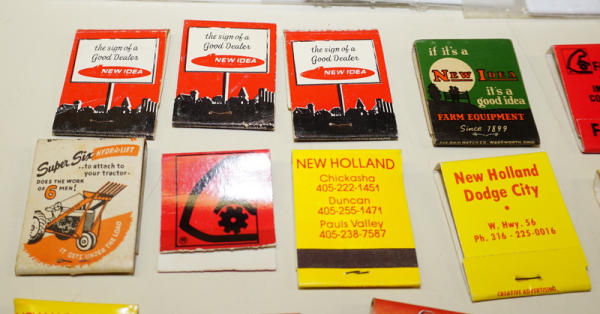 the sign of a
Good Dealer
NEW IDEA
the sign of a
Good Dealer
NEW IDEA
the sign of a
Good Dealer
NEW IDEA
if it's a
NEW IDEA
it's a
good idea
FARM EQUIPMENT
Since 1899
Super Six HYDRA-LIFT
...to attach to
your tractor
DOES THE WORK
OF 6 MEN!
IT GETS UNDER THE LOAD
NEW HOLLAND
Chickasha
405-222-1451
Duncan
405-255-1471
Pauls Valley
405-238-7587
New Holland
Dodge City
W. Hwy. 56
Ph. 316 - 225-0016
CREATIVE ADVERTISING